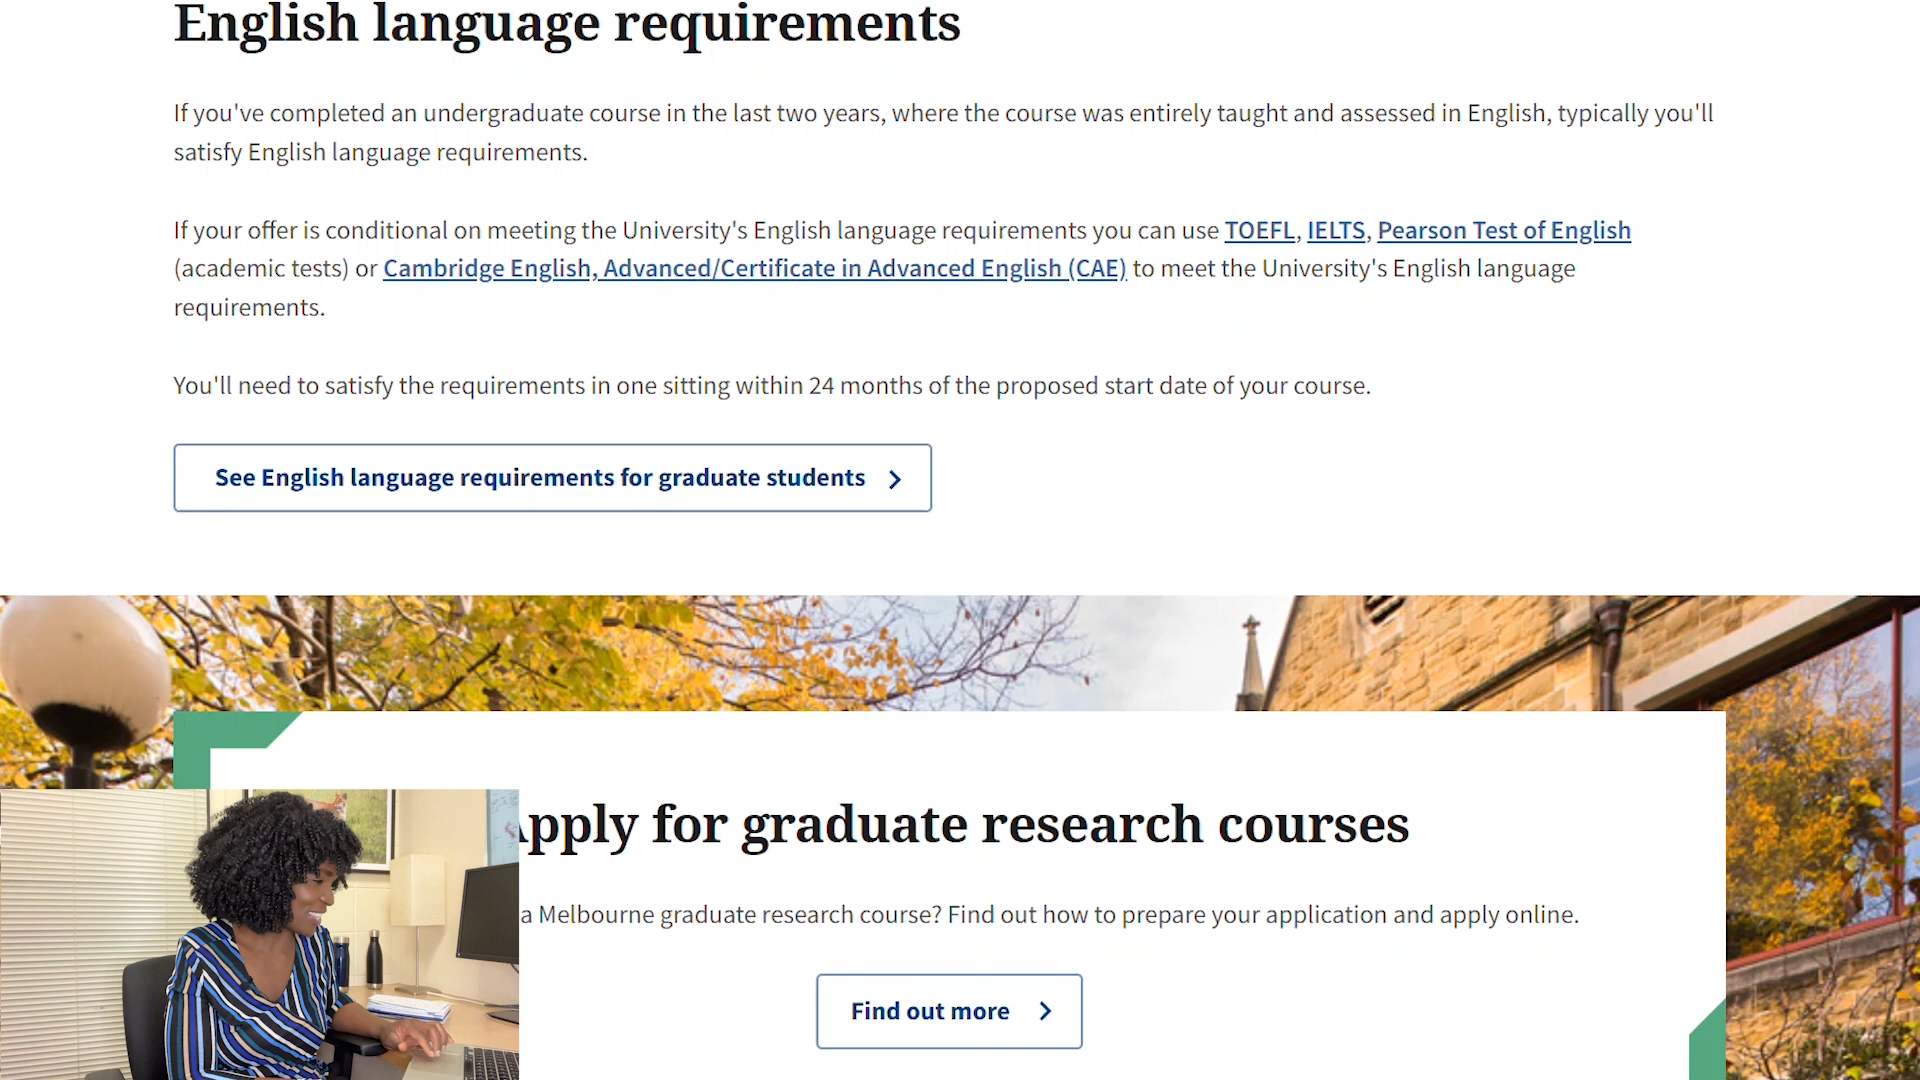 English language requirements
If you've completed an undergraduate course in the last two years, where the course was entirely taught and assessed in English, typically you'll
satisfy English language requirements.
If your offer is conditional on meeting the University's English language requirements you can use TOEFL, IELTS, Pearson Test of English
(academic tests) or Cambridge English, Advanced/Certificate in Advanced English (CAE) to meet the University's English language
requirements.
You'll need to satisfy the requirements in one sitting within 24 months of the proposed start date of your course.
See English language requirements for graduate students
Apply for graduate research courses
a Melbourne graduate research course? Find out how to prepare your application and apply online.
Find out more